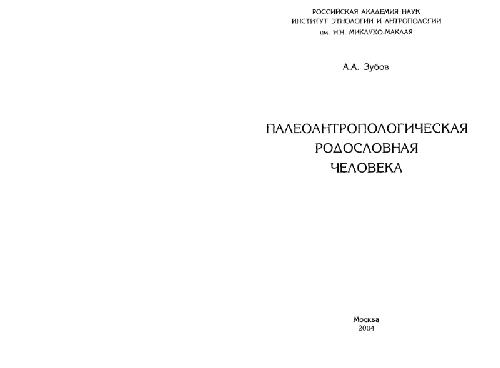 РОССИЙСКАЯ АКАДЕМИЯ НАУК
ИНСТИТУТ ЭТНОЛОГИИ И АНТРОПОЛОГИИ
им. Н.Н. МИКЛУХО-МАКЛАЯ
А.А. Зубов
ПАЛЕОАНТРОПОЛОГИЧЕСКАЯ
РОДОСЛОВНАЯ
ЧЕЛОВЕКА
Москва
2004